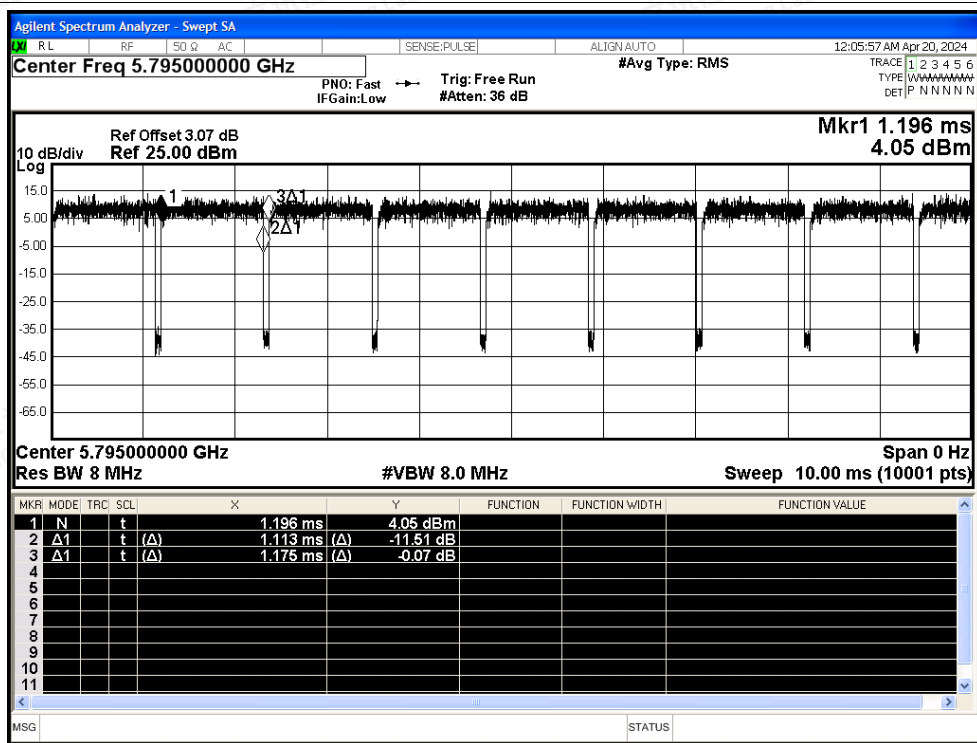 Agilent Spectrum Analyzer - Swept SA
LXI RL RF 50 Ω AC SENSE:PULSE ALIGN AUTO 12:05:57 AM Apr 20, 2024
Center Freq 5.795000000 GHz #Avg Type: RMS TRACE 1 2 3 4 5 6
PNO: Fast Trig: Free Run TYPE W
IFGain:Low #Atten: 36 dB DET P N N N N N
Mkr1 1.196 ms
4.05 dBm
Ref Offset 3.07 dB
10 dB/div Ref 25.00 dBm
Log
15.0
1 3Δ1
5.00
2Δ1
-5.00
-15.0
-25.0
-35.0
-45.0
-55.0
-65.0
Center 5.795000000 GHz Span 0 Hz
Res BW 8 MHz #VBW 8.0 MHz Sweep 10.00 ms (10001 pts)
MKR MODE TRC SCL X Y FUNCTION FUNCTION WIDTH FUNCTION VALUE
1 N t 1.196 ms 4.05 dBm
2 Δ1 t (Δ) 1.113 ms (Δ) -11.51 dB
3 Δ1 t (Δ) 1.175 ms (Δ) -0.07 dB
4
5
6
7
8
9
10
11
MSG STATUS